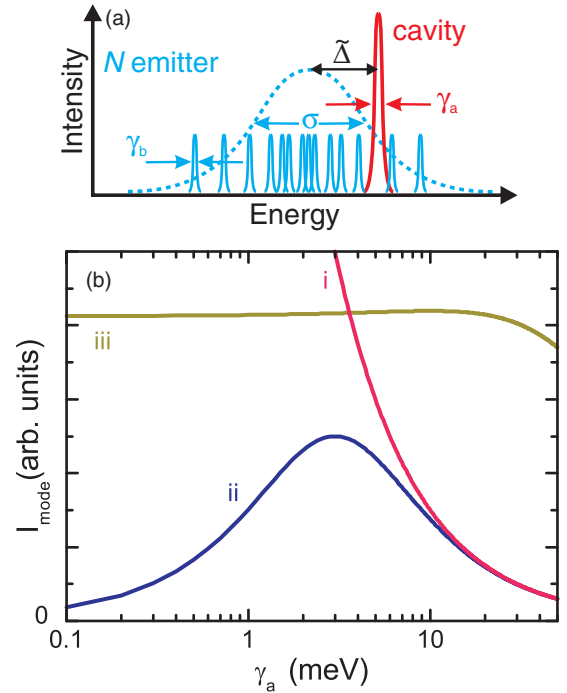 (a)
cavity
N emitter
Δ̃
γa
σ
γb
Intensity
Energy
(b)
i
iii
ii
Imode(arb. units)
0
0.1
1
10
γa (meV)